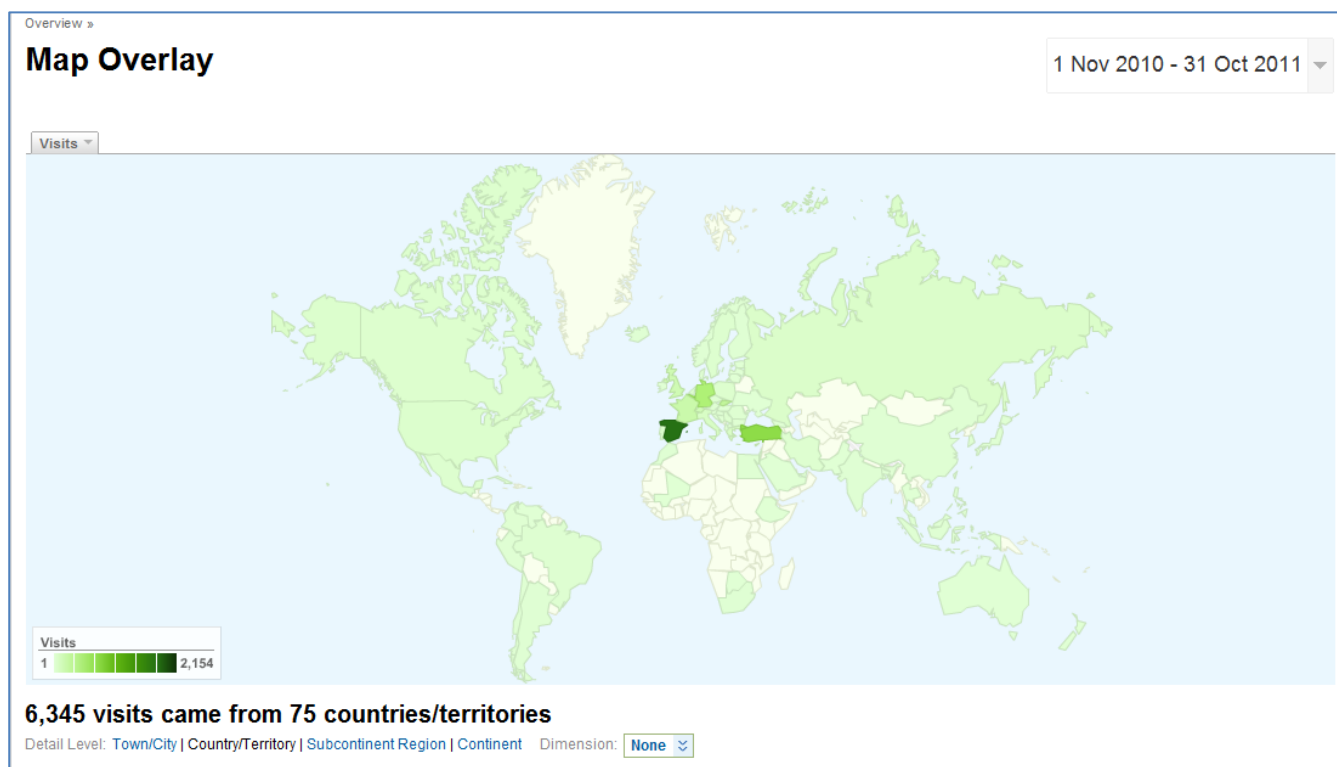 Overview »
Map Overlay
1 Nov 2010 - 31 Oct 2011
Visits
Visits
1 2,154
6,345 visits came from 75 countries/territories
Detail Level: Town/City | Country/Territory | Subcontinent Region | Continent Dimension: None